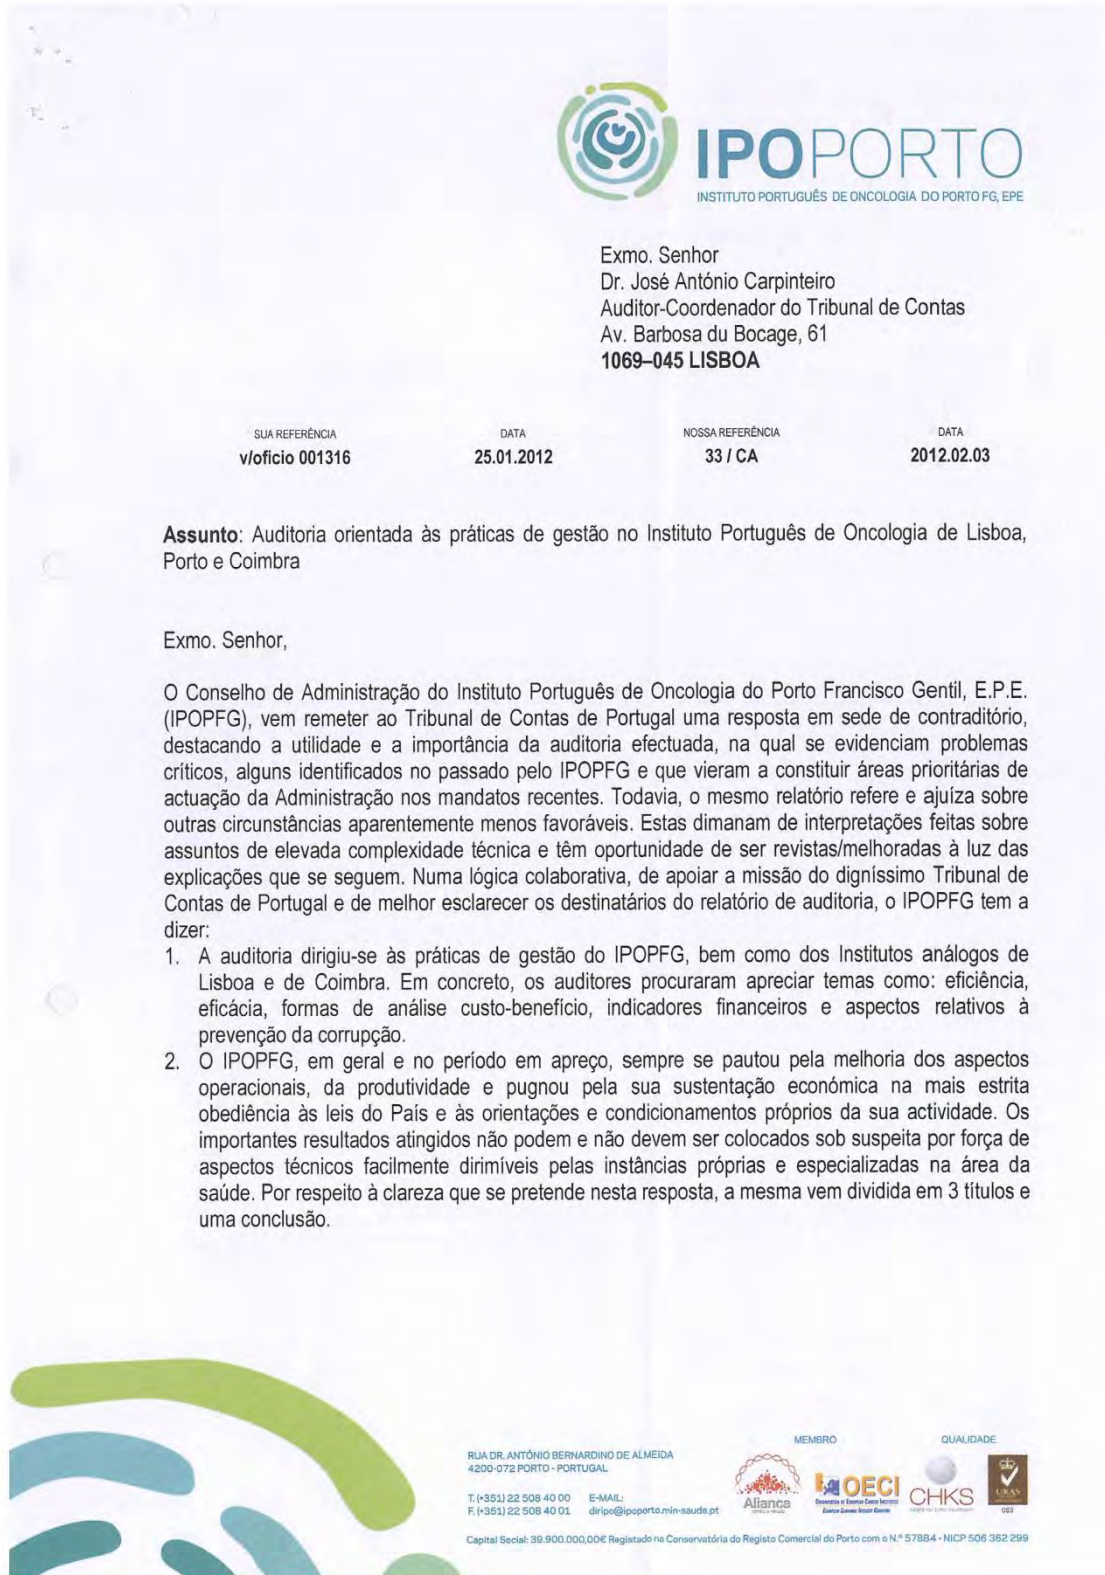 IPOPORTO
INSTITUTO PORTUGUÊS DE ONCOLOGIA DO PORTO FG, EPE
Exmo. Senhor
Dr. José António Carpinteiro
Auditor-Coordenador do Tribunal de Contas
Av. Barbosa du Bocage, 61
1069–045 LISBOA
SUA REFERÊNCIA DATA NOSSA REFERÊNCIA DATA
v/oficio 001316 25.01.2012 33 / CA 2012.02.03
Assunto: Auditoria orientada às práticas de gestão no Instituto Português de Oncologia de Lisboa,
Porto e Coimbra
Exmo. Senhor,
O Conselho de Administração do Instituto Português de Oncologia do Porto Francisco Gentil, E.P.E.
(IPOPFG), vem remeter ao Tribunal de Contas de Portugal uma resposta em sede de contraditório,
destacando a utilidade e a importância da auditoria efectuada, na qual se evidenciam problemas
críticos, alguns identificados no passado pelo IPOPFG e que vieram a constituir áreas prioritárias de
actuação da Administração nos mandatos recentes. Todavia, o mesmo relatório refere e ajuíza sobre
outras circunstâncias aparentemente menos favoráveis. Estas dimanam de interpretações feitas sobre
assuntos de elevada complexidade técnica e têm oportunidade de ser revistas/melhoradas à luz das
explicações que se seguem. Numa lógica colaborativa, de apoiar a missão do digníssimo Tribunal de
Contas de Portugal e de melhor esclarecer os destinatários do relatório de auditoria, o IPOPFG tem a
dizer:
1. A auditoria dirigiu-se às práticas de gestão do IPOPFG, bem como dos Institutos análogos de
Lisboa e de Coimbra. Em concreto, os auditores procuraram apreciar temas como: eficiência,
eficácia, formas de análise custo-benefício, indicadores financeiros e aspectos relativos à
prevenção da corrupção.
2. O IPOPFG, em geral e no período em apreço, sempre se pautou pela melhoria dos aspectos
operacionais, da produtividade e pugnou pela sua sustentação económica na mais estrita
obediência às leis do País e às orientações e condicionamentos próprios da sua actividade. Os
importantes resultados atingidos não podem e não devem ser colocados sob suspeita por força de
aspectos técnicos facilmente dirimíveis pelas instâncias próprias e especializadas na área da
saúde. Por respeito à clareza que se pretende nesta resposta, a mesma vem dividida em 3 títulos e
uma conclusão.
MEMBRO QUALIDADE
RUA DR. ANTÓNIO BERNARDINO DE ALMEIDA
4200-072 PORTO - PORTUGAL
T. (+351) 22 508 40 00 E-MAIL:
F. (+351) 22 508 40 01 diripo@ipoporto.min-saude.pt
Aliança
OECI
CHKS
UKAS
003
Capital Social: 39.900.000,00€ Registado na Conservatória do Registo Comercial do Porto com o N.º 57884 - NICP 506 362 299